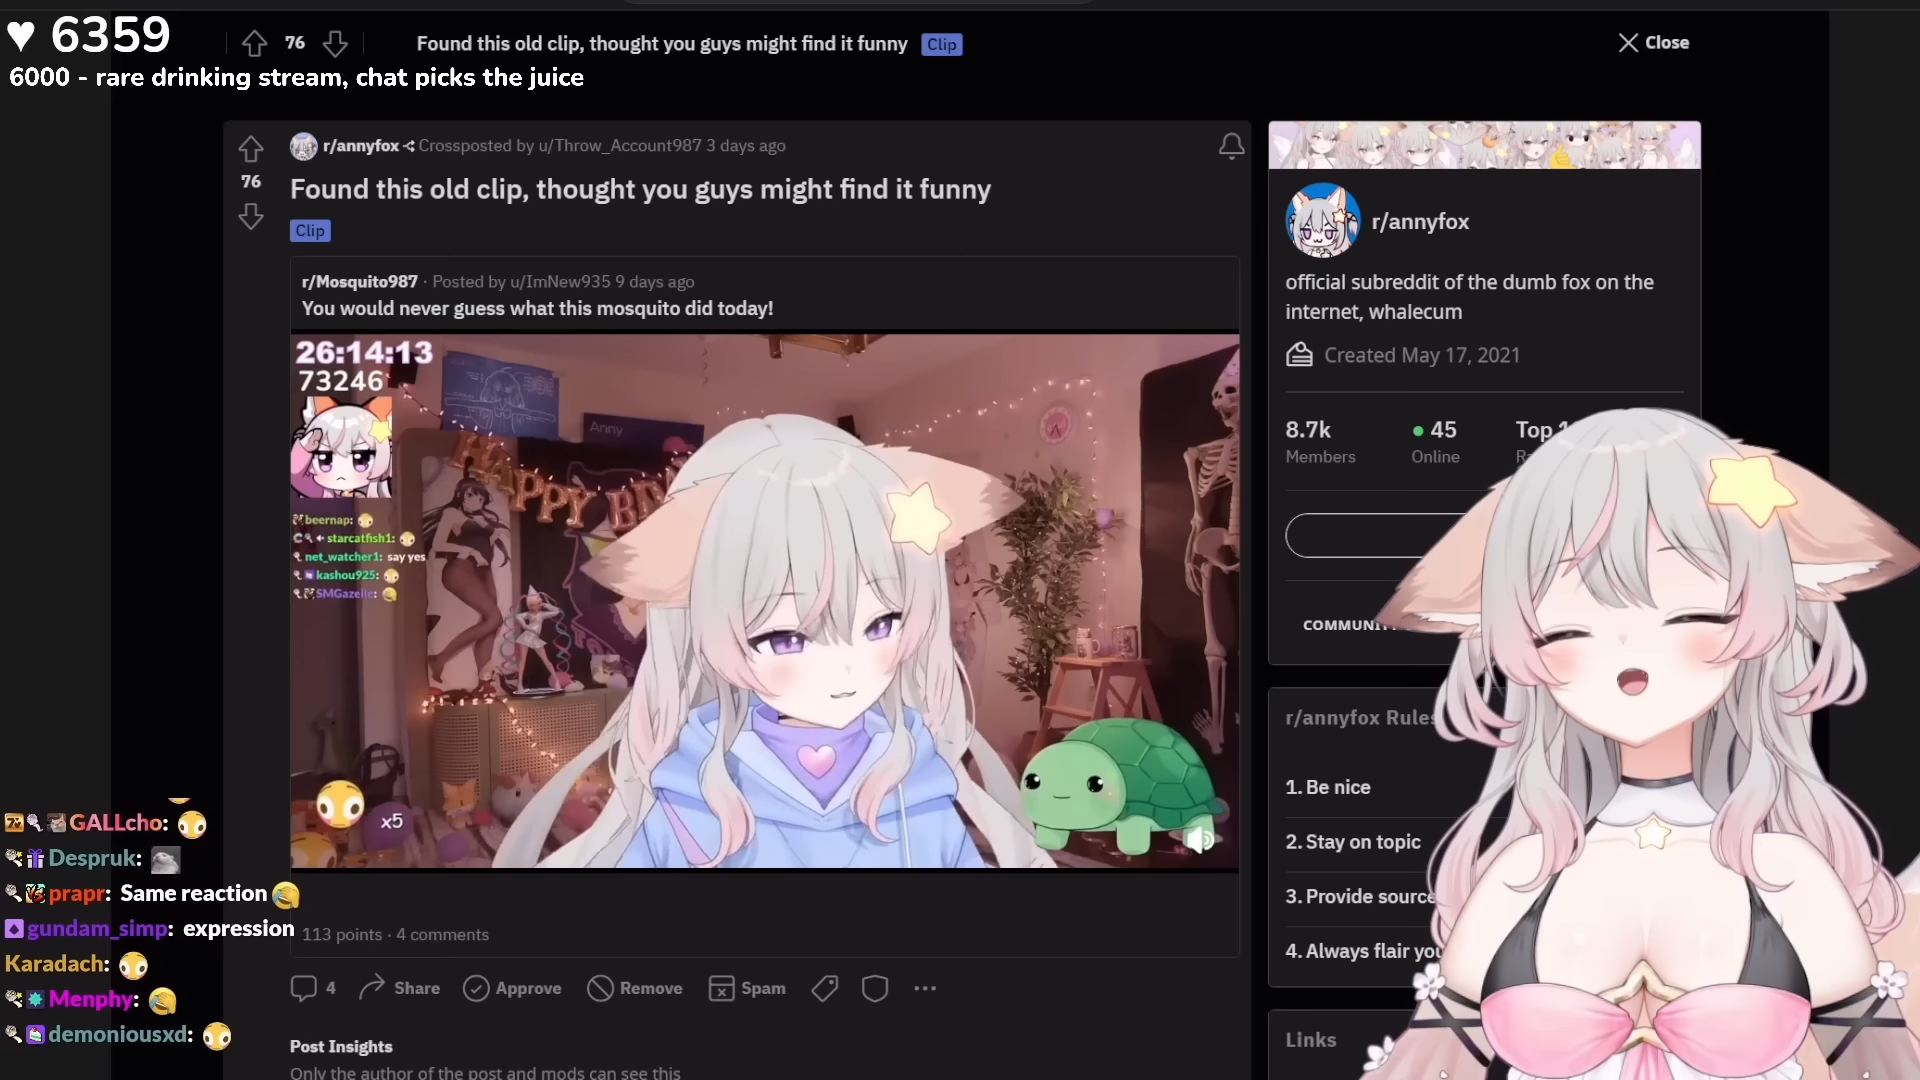 ♥ 6359
6000 - rare drinking stream, chat picks the juice
76
Found this old clip, thought you guys might find it funny Clip
Close
r/annyfox Crossposted by u/Throw_Account987 3 days ago
76
Found this old clip, thought you guys might find it funny
Clip
r/Mosquito987 · Posted by u/ImNew935 9 days ago
You would never guess what this mosquito did today!
26:14:13
73246
Anny
HAPPY
beernap:
starcatfish1:
net_watcher1: say yes
kashou925:
SMGazelle:
x5
113 points · 4 comments
4 Share Approve Remove Spam ...
Post Insights
Only the author of the post and mods can see this
GALLcho:
Despruk:
prapr: Same reaction
gundam_simp: expression
Karadach:
Menphy:
demoniousxd:
r/annyfox
official subreddit of the dumb fox on the
internet, whalecum
Created May 17, 2021
8.7k 45 Top
Members Online
COMMUNI
r/annyfox Rules
1. Be nice
2. Stay on topic
3. Provide source
4. Always flair you
Links